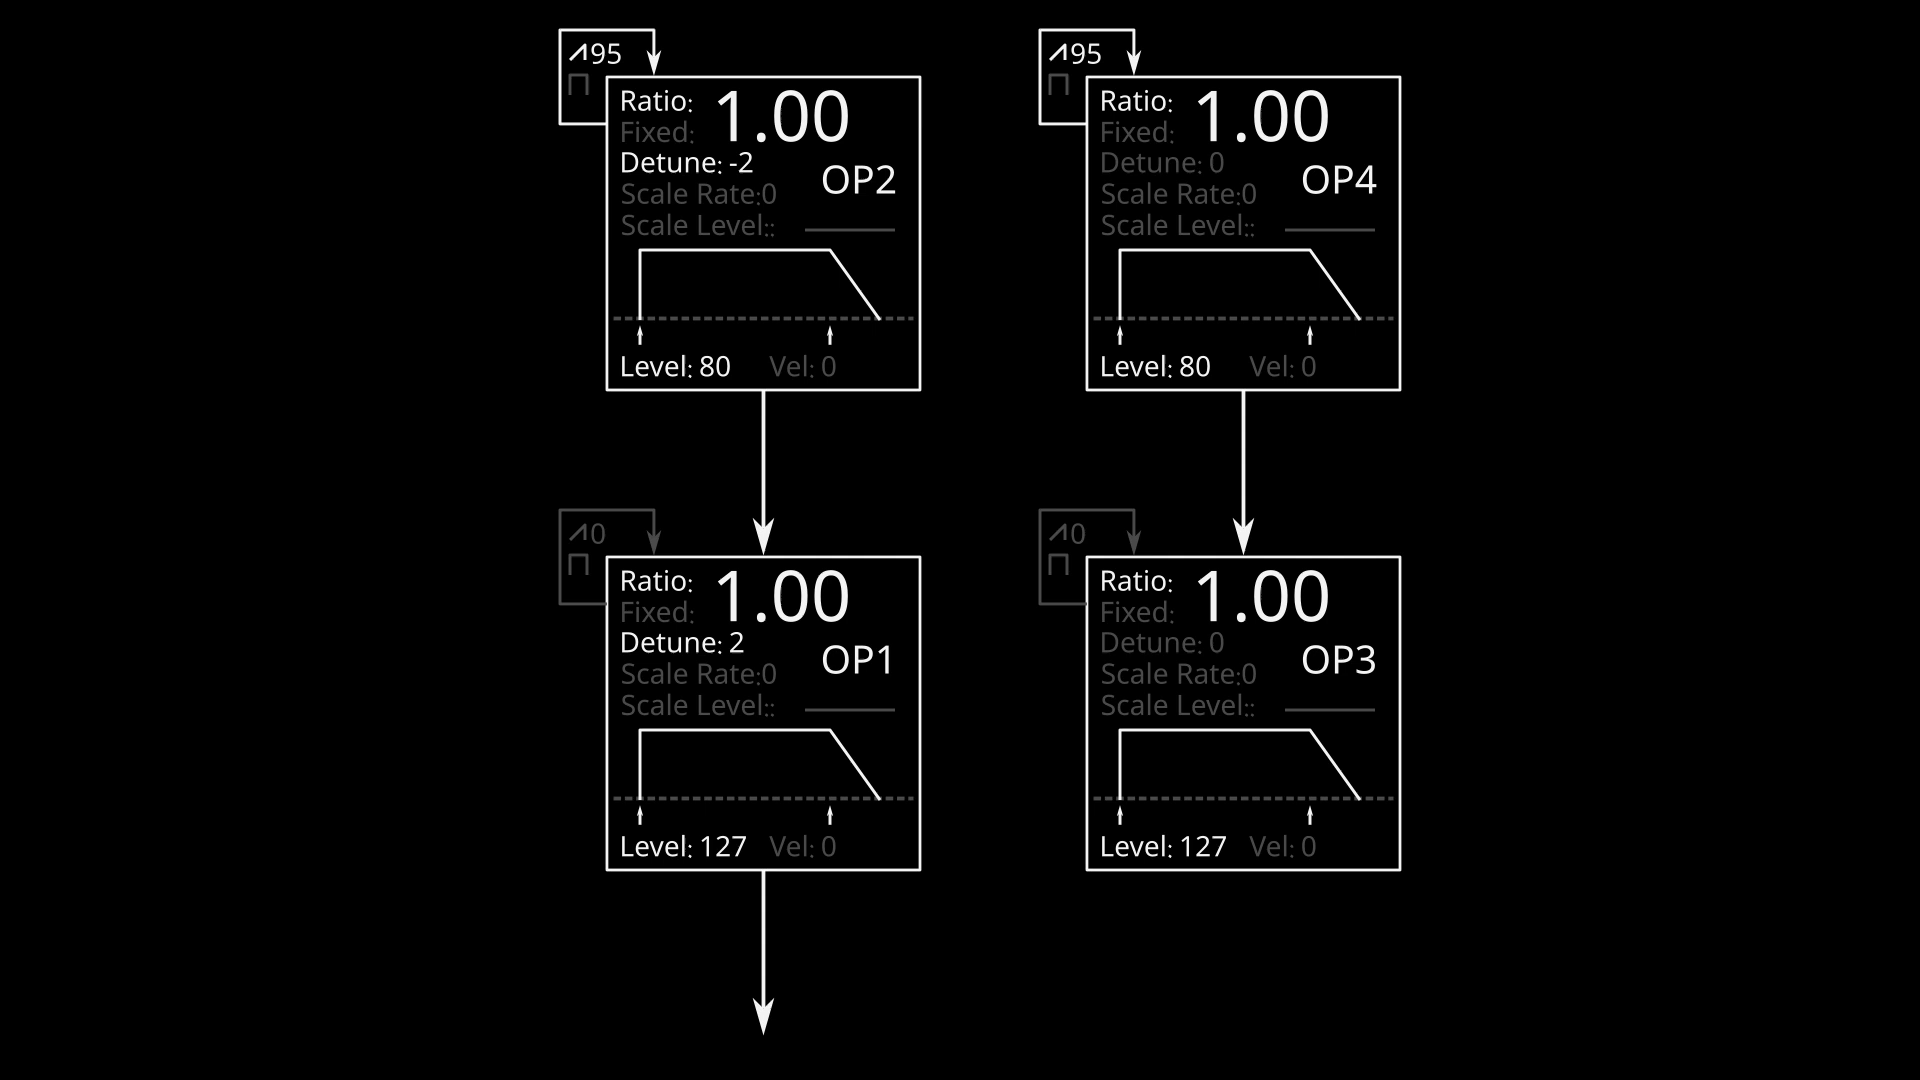 95
Ratio: 1.00
Fixed:
Detune: -2
OP2
Scale Rate:0
Scale Level::
Level: 80 Vel: 0
95
Ratio: 1.00
Fixed:
Detune: 0
OP4
Scale Rate:0
Scale Level::
Level: 80 Vel: 0
0
Ratio: 1.00
Fixed:
Detune: 2
OP1
Scale Rate:0
Scale Level::
Level: 127 Vel: 0
0
Ratio: 1.00
Fixed:
Detune: 0
OP3
Scale Rate:0
Scale Level::
Level: 127 Vel: 0